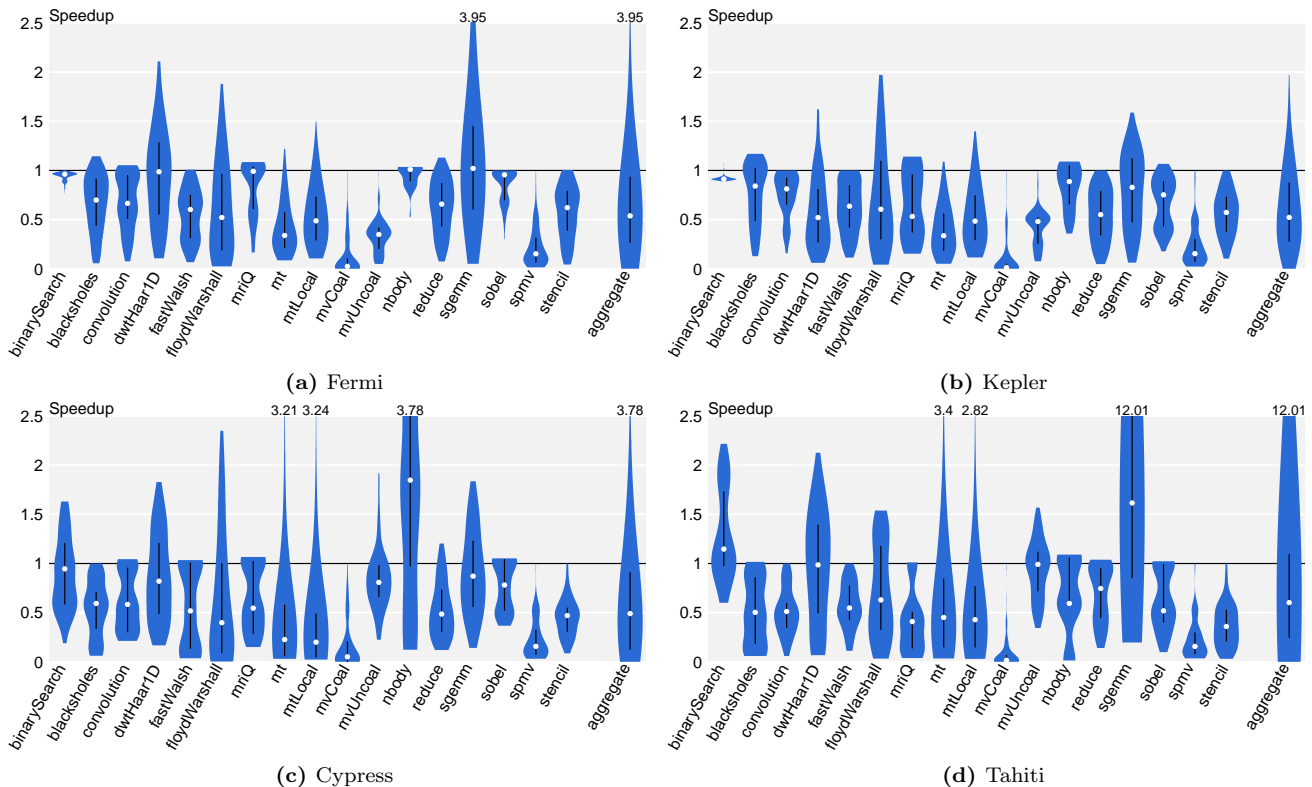 Speedup
3.95 3.95
2.5
2
1.5
1
0.5
0
binarySearch
blacksholes
convolution
dwtHaar1D
fastWalsh
floydWarshall
mriQ
mt
mtLocal
mvCoal
mvUncoal
nbody
reduce
sgemm
sobel
spmv
stencil
aggregate
(a) Fermi
Speedup
2.5
2
1.5
1
0.5
0
binarySearch
blacksholes
convolution
dwtHaar1D
fastWalsh
floydWarshall
mriQ
mt
mtLocal
mvCoal
mvUncoal
nbody
reduce
sgemm
sobel
spmv
stencil
aggregate
(b) Kepler
Speedup
3.21 3.24 3.78 3.78
2.5
2
1.5
1
0.5
0
binarySearch
blacksholes
convolution
dwtHaar1D
fastWalsh
floydWarshall
mriQ
mt
mtLocal
mvCoal
mvUncoal
nbody
reduce
sgemm
sobel
spmv
stencil
aggregate
(c) Cypress
Speedup
3.4 2.82 12.01 12.01
2.5
2
1.5
1
0.5
0
binarySearch
blacksholes
convolution
dwtHaar1D
fastWalsh
floydWarshall
mriQ
mt
mtLocal
mvCoal
mvUncoal
nbody
reduce
sgemm
sobel
spmv
stencil
aggregate
(d) Tahiti